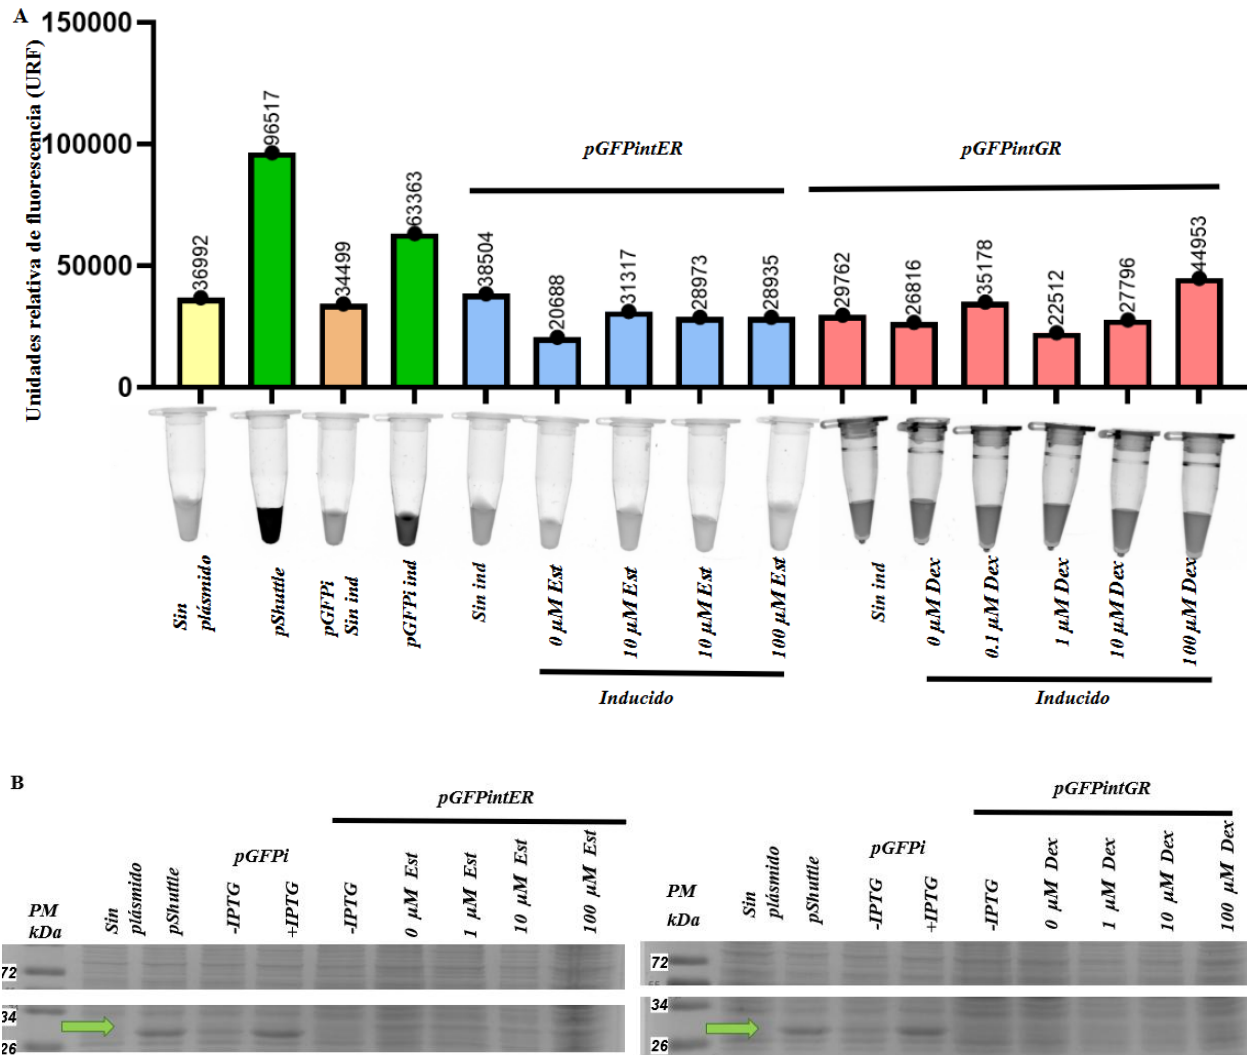 A
Unidades relativa de fluorescencia (URF)
150000
100000
50000
0
36992
96517
34499
63363
38504
20688
31317
28973
28935
29762
26816
35178
22512
27796
44953
pGFPintER
pGFPintGR
Sin
plásmido
pShuttle
pGFPi
Sin ind
pGFPi ind
Sin ind
0 µM Est
10 µM Est
10 µM Est
100 µM Est
Sin ind
0 µM Dex
0.1 µM Dex
1 µM Dex
10 µM Dex
100 µM Dex
Inducido
Inducido
B
pGFPintER
pGFPi
PM
kDa
Sin
plásmido
pShuttle
-IPTG
+IPTG
-IPTG
0 µM Est
1 µM Est
10 µM Est
100 µM Est
72
34
26
pGFPintGR
pGFPi
PM
kDa
Sin
plásmido
pShuttle
-IPTG
+IPTG
-IPTG
0 µM Dex
1 µM Dex
10 µM Dex
100 µM Dex
72
55
34
26